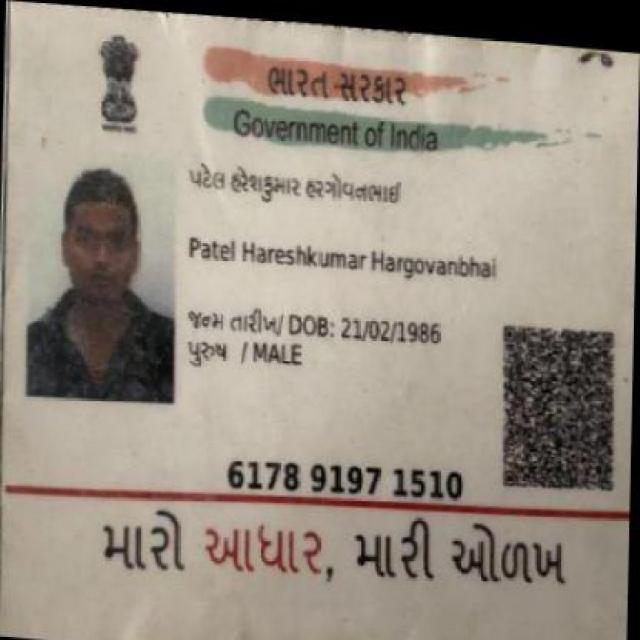 ભારત સરકાર
Government of India
પટેલ હરેશકુમાર હરગોવનભાઈ
Patel Hareshkumar Hargovanbhai
જન્મ તારીખ/ DOB: 21/02/1986
પુરુષ / MALE
6178 9197 1510
મારો આધાર, મારી ઓળખ